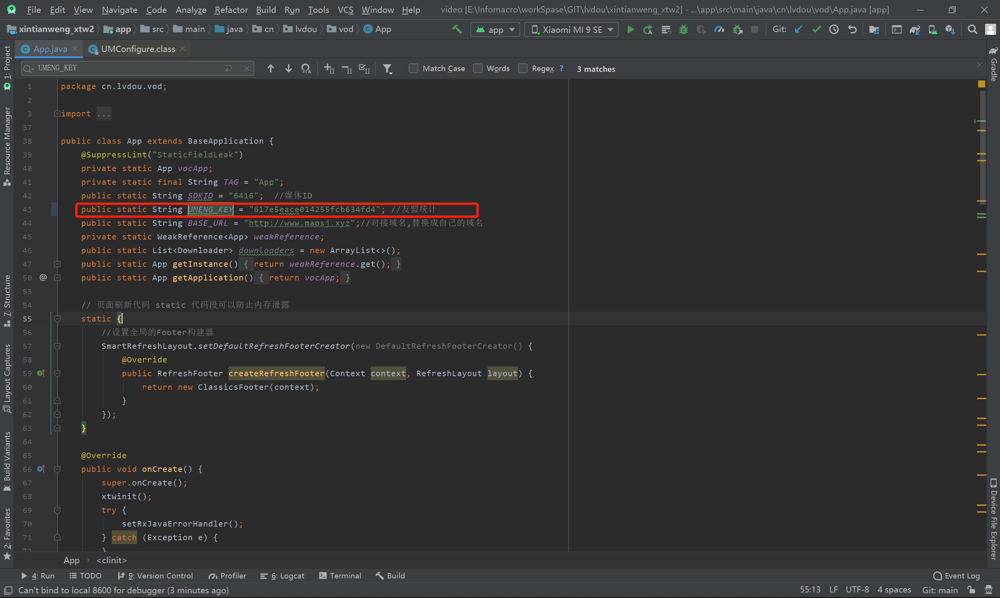 File Edit View Navigate Code Analyze Refactor Build Run Tools VCS Window Help video [E:\Infomacro\workSpase\GIT\lvdou\xintianweng_xtw2] - ...\app\src\main\java\cn\lvdou\vod\App.java [app]
xintianweng_xtw2 app src main java cn lvdou vod App app Xiaomi MI 9 SE Git:
App.java UMConfigure.class
UMENG_KEY Match Case Words Regex ? 3 matches
1 package cn.lvdou.vod;
2
3 import ...
37
38 public class App extends BaseApplication {
39 @SuppressLint("StaticFieldLeak")
40 private static App vocApp;
41 private static final String TAG = "App";
42 public static String SDKID = "6416"; //媒体ID
43 public static String UMENG_KEY = "617e5eace014255fcb634fd4"; //友盟统计
44 public static String BASE_URL = "http://www.maosj.xyz";//对接域名,替换成自己的域名
45 private static WeakReference<App> weakReference;
46 public static List<Downloader> downloaders = new ArrayList<>();
47 public static App getInstance() { return weakReference.get(); }
50 @ public static App getApplication() { return vocApp; }
53
54 // 页面刷新代码 static 代码段可以防止内存泄露
55 static {
56 //设置全局的Footer构建器
57 SmartRefreshLayout.setDefaultRefreshFooterCreator(new DefaultRefreshFooterCreator() {
58 @Override
59 public RefreshFooter createRefreshFooter(Context context, RefreshLayout layout) {
60 return new ClassicsFooter(context);
61 }
62 });
63 }
64
65 @Override
66 public void onCreate() {
67 super.onCreate();
68 xtwinit();
69 try {
70 setRxJavaErrorHandler();
71 } catch (Exception e) {
72 }
App › <clinit>
4: Run TODO 9: Version Control Profiler 6: Logcat Terminal Build Event Log
Can't bind to local 8600 for debugger (3 minutes ago) 55:13 LF UTF-8 4 spaces Git: main
1: Project
Resource Manager
7: Structure
Layout Captures
Build Variants
2: Favorites
Gradle
Device File Explorer